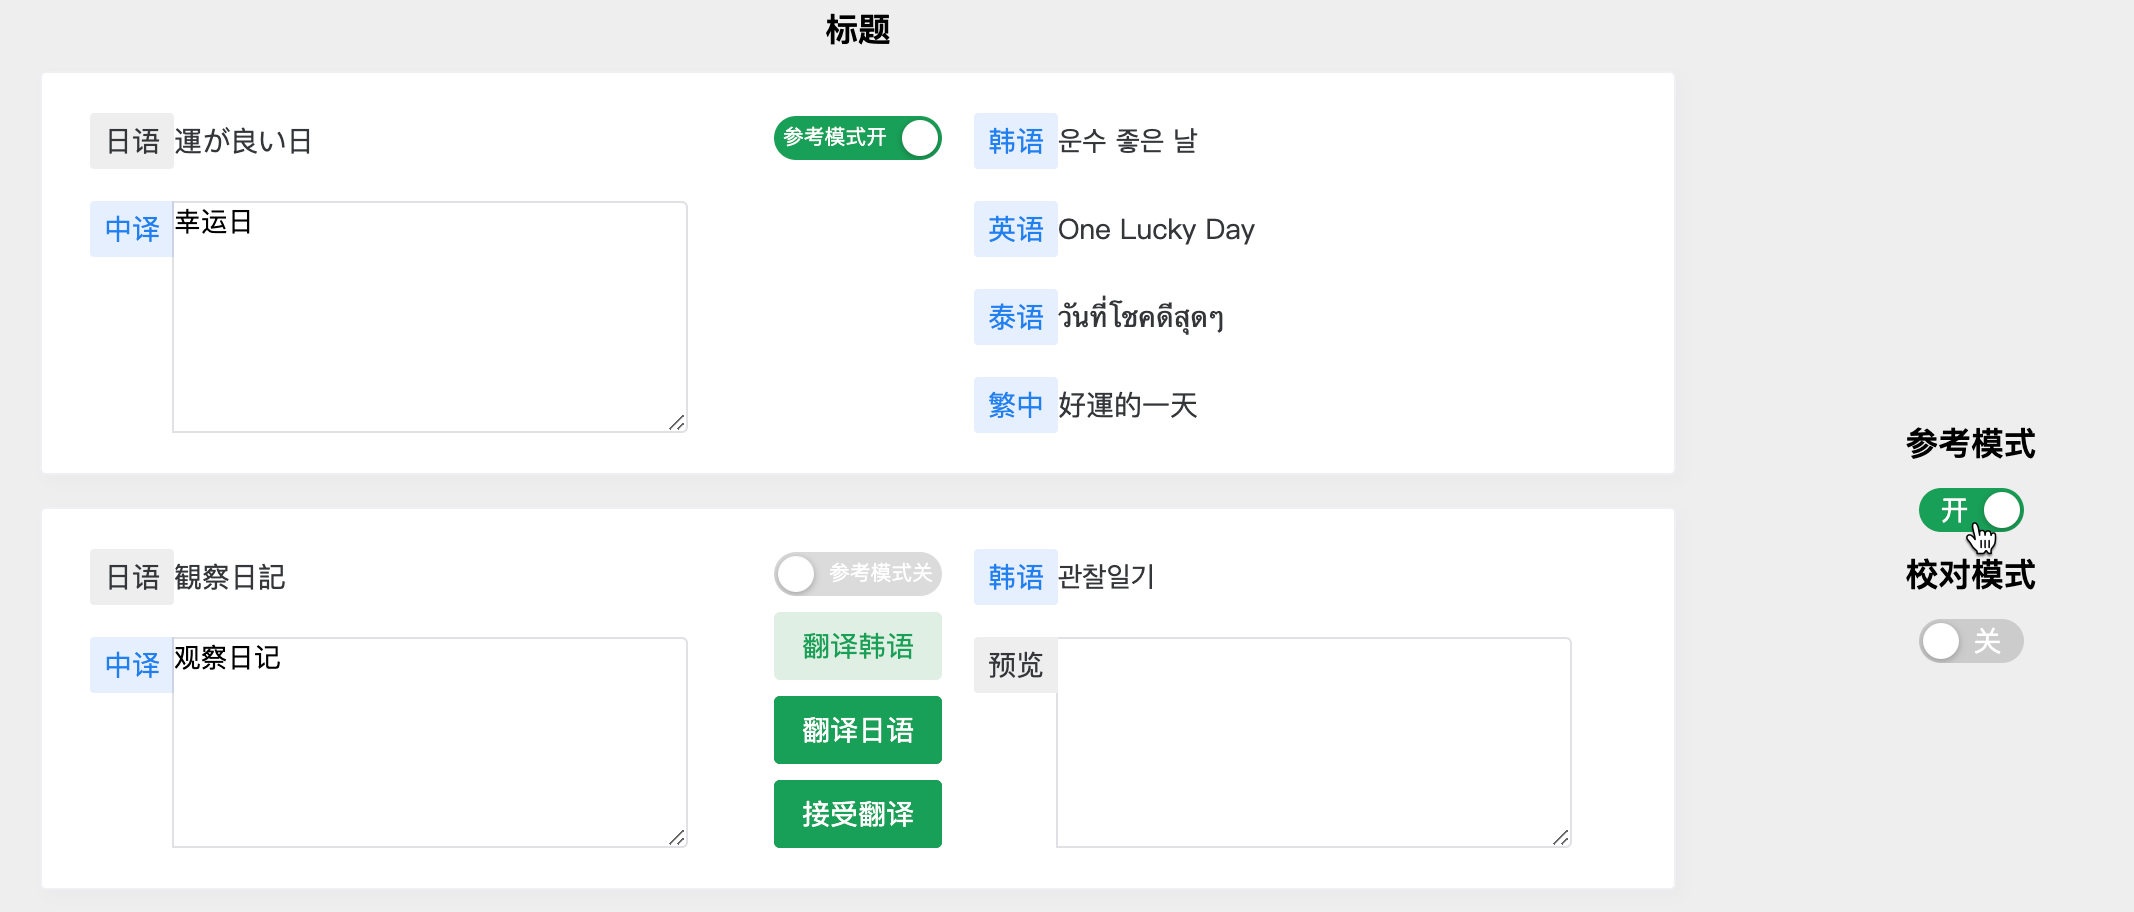 标题
日语 運が良い日
中译 幸运日
参考模式开
韩语 운수 좋은 날
英语 One Lucky Day
泰语 วันที่โชคดีสุดๆ
繁中 好運的一天
日语 観察日記
中译 观察日记
参考模式关
翻译韩语
翻译日语
接受翻译
韩语 관찰일기
预览
参考模式
开
校对模式
关